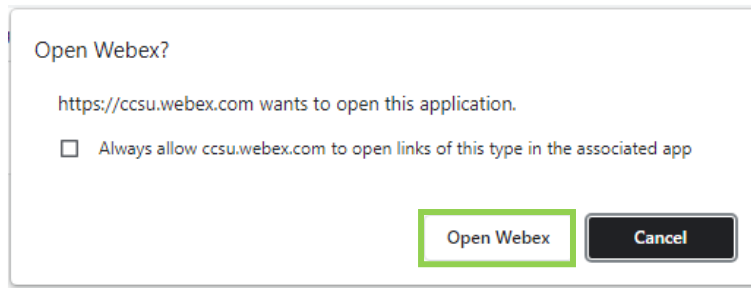 Open Webex?
https://ccsu.webex.com wants to open this application.
Always allow ccsu.webex.com to open links of this type in the associated app
Open Webex Cancel